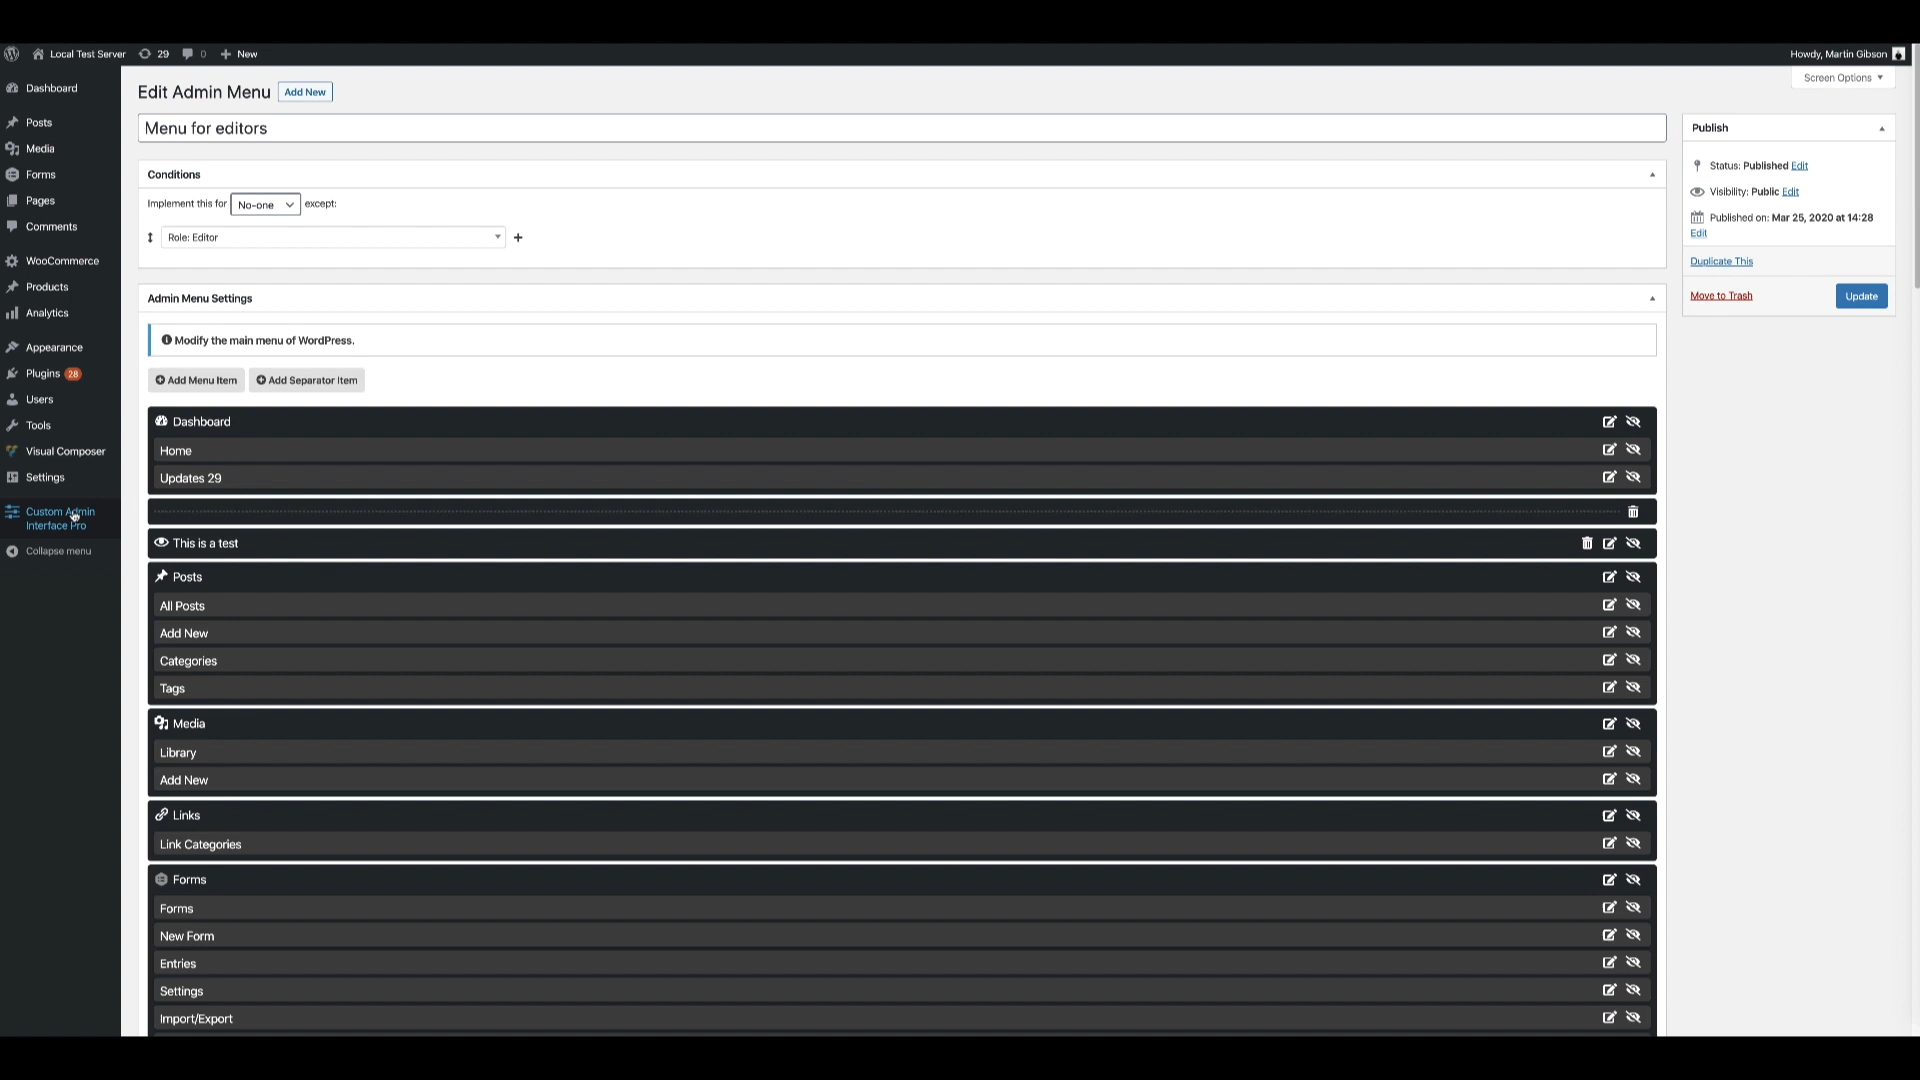 Local Test Server 29 0 New
Howdy, Martin Gibson
Screen Options
Dashboard
Posts
Media
Forms
Pages
Comments
WooCommerce
Products
Analytics
Appearance
Plugins 28
Users
Tools
Visual Composer
Settings
Custom Admin
Interface Pro
Collapse menu
Edit Admin Menu Add New
Menu for editors
Conditions
Implement this for No-one except:
Role: Editor
Admin Menu Settings
Modify the main menu of WordPress.
Add Menu Item Add Separator Item
Dashboard
Home
Updates 29
This is a test
Posts
All Posts
Add New
Categories
Tags
Media
Library
Add New
Links
Link Categories
Forms
Forms
New Form
Entries
Settings
Import/Export
Publish
Status: Published Edit
Visibility: Public Edit
Published on: Mar 25, 2020 at 14:28
Edit
Duplicate This
Move to Trash Update